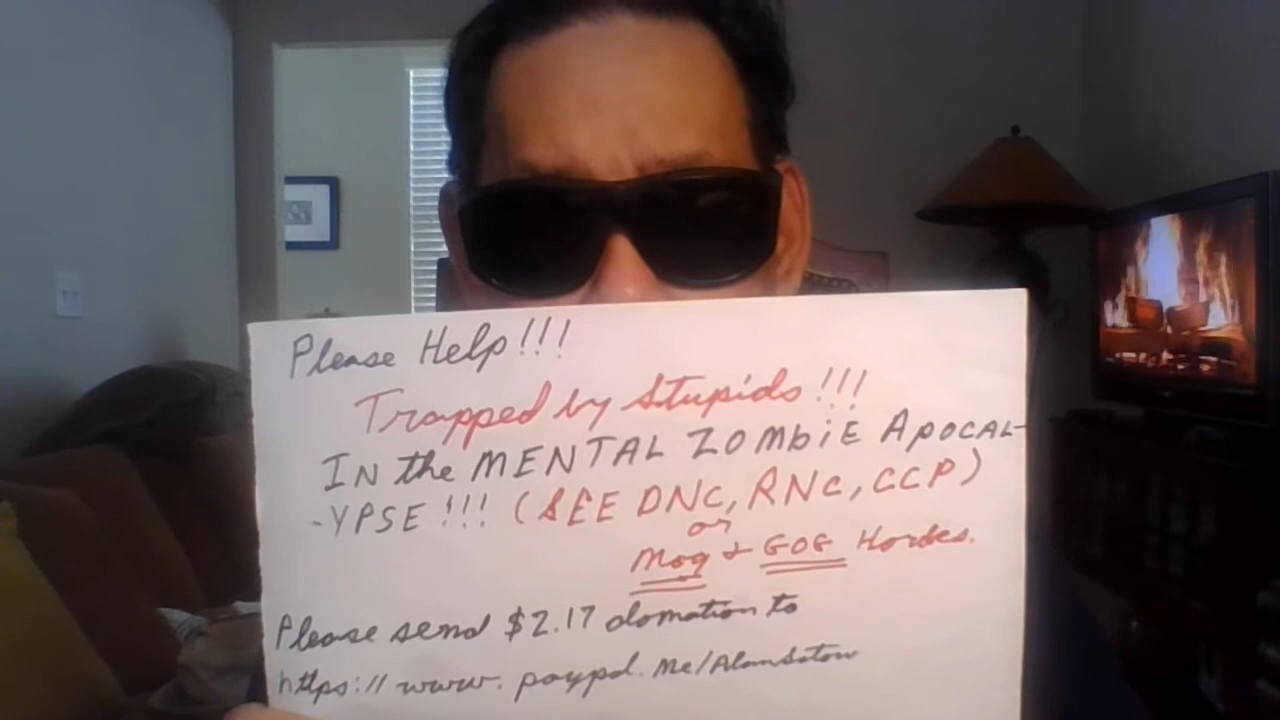 Please Help!!!
Trapped by Stupids!!!
IN the MENTAL ZOMBiE APOCAL-
-YPSE!!! (SEE DNC, RNC, CCP)
or
Mog & GOG Hordes.
Please send $2.17 donation to
https://www.paypal.Me/AlanSatow